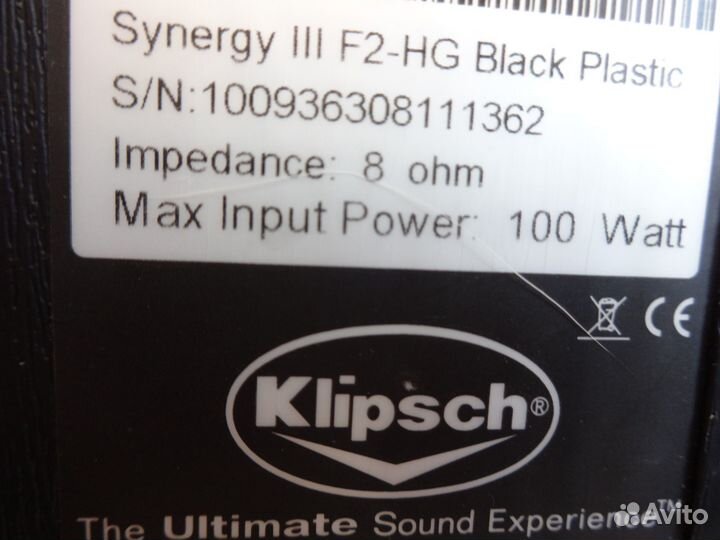 Synergy III F2-HG Black Plastic
S/N:100936308111362
Impedance: 8 ohm
Max Input Power: 100 Watt
CE
Klipsch®
The Ultimate Sound Experience™
Avito